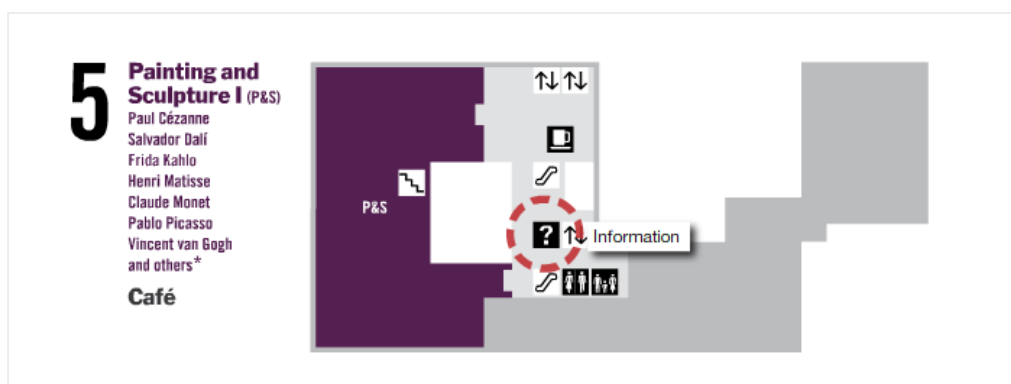 5
Painting and
Sculpture I (P&S)
Paul Cézanne
Salvador Dalí
Frida Kahlo
Henri Matisse
Claude Monet
Pablo Picasso
Vincent van Gogh
and others*
Café
P&S
?
Information